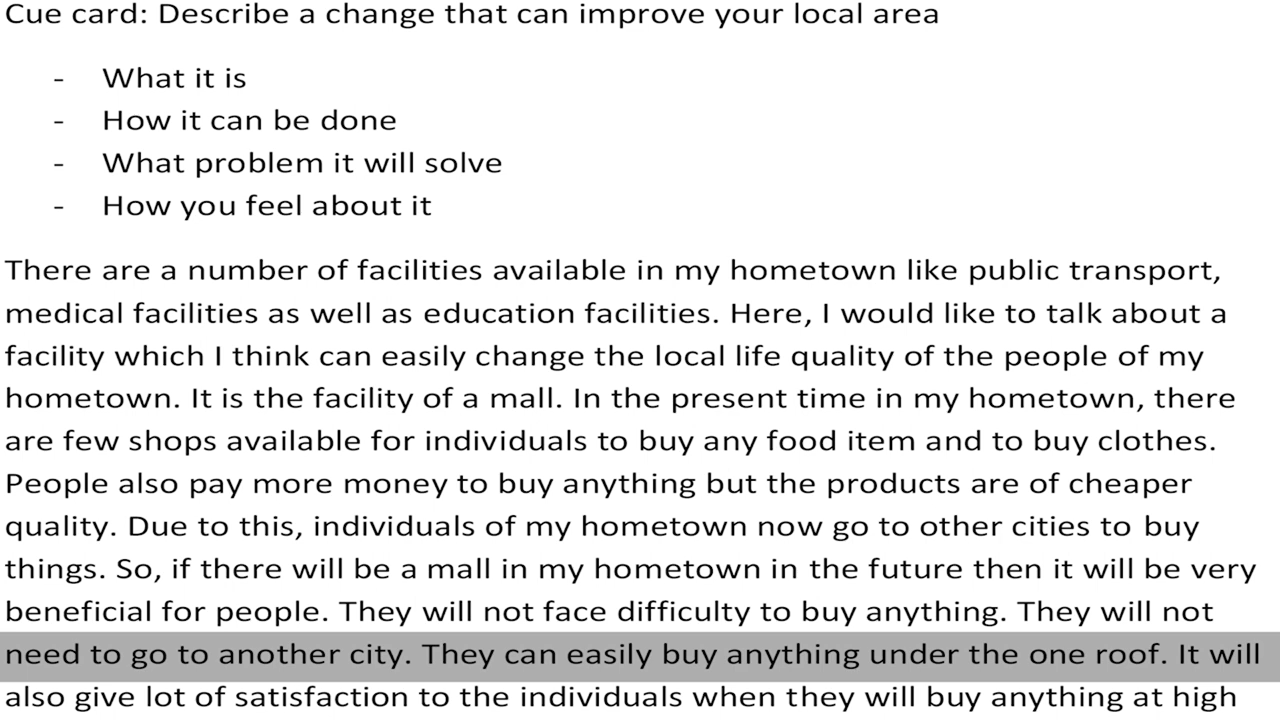 Cue card: Describe a change that can improve your local area
- What it is
- How it can be done
- What problem it will solve
- How you feel about it
There are a number of facilities available in my hometown like public transport,
medical facilities as well as education facilities. Here, I would like to talk about a
facility which I think can easily change the local life quality of the people of my
hometown. It is the facility of a mall. In the present time in my hometown, there
are few shops available for individuals to buy any food item and to buy clothes.
People also pay more money to buy anything but the products are of cheaper
quality. Due to this, individuals of my hometown now go to other cities to buy
things. So, if there will be a mall in my hometown in the future then it will be very
beneficial for people. They will not face difficulty to buy anything. They will not
need to go to another city. They can easily buy anything under the one roof. It will
also give lot of satisfaction to the individuals when they will buy anything at high